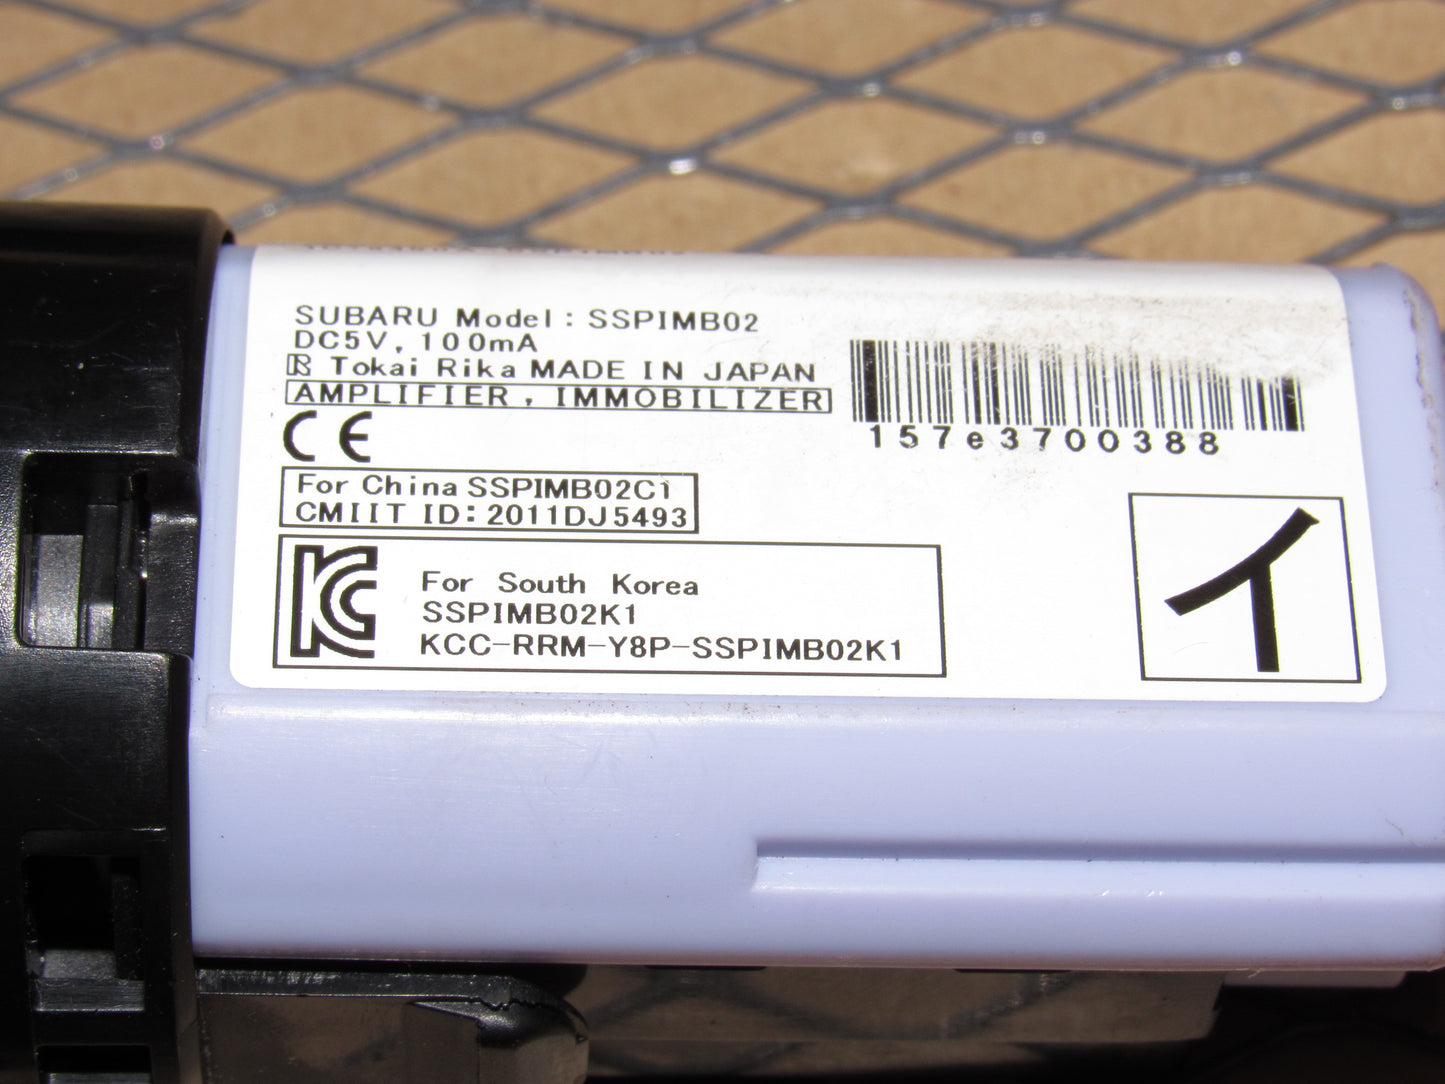 SUBARU Model : SSPIMB02
DC5V, 100mA
Tokai Rika MADE IN JAPAN
AMPLIFIER , IMMOBILIZER
CE
157e3700388
For China SSPIMB02C1
CMIIT ID: 2011DJ5493
KC
For South Korea
SSPIMB02K1
KCC-RRM-Y8P-SSPIMB02K1
イ